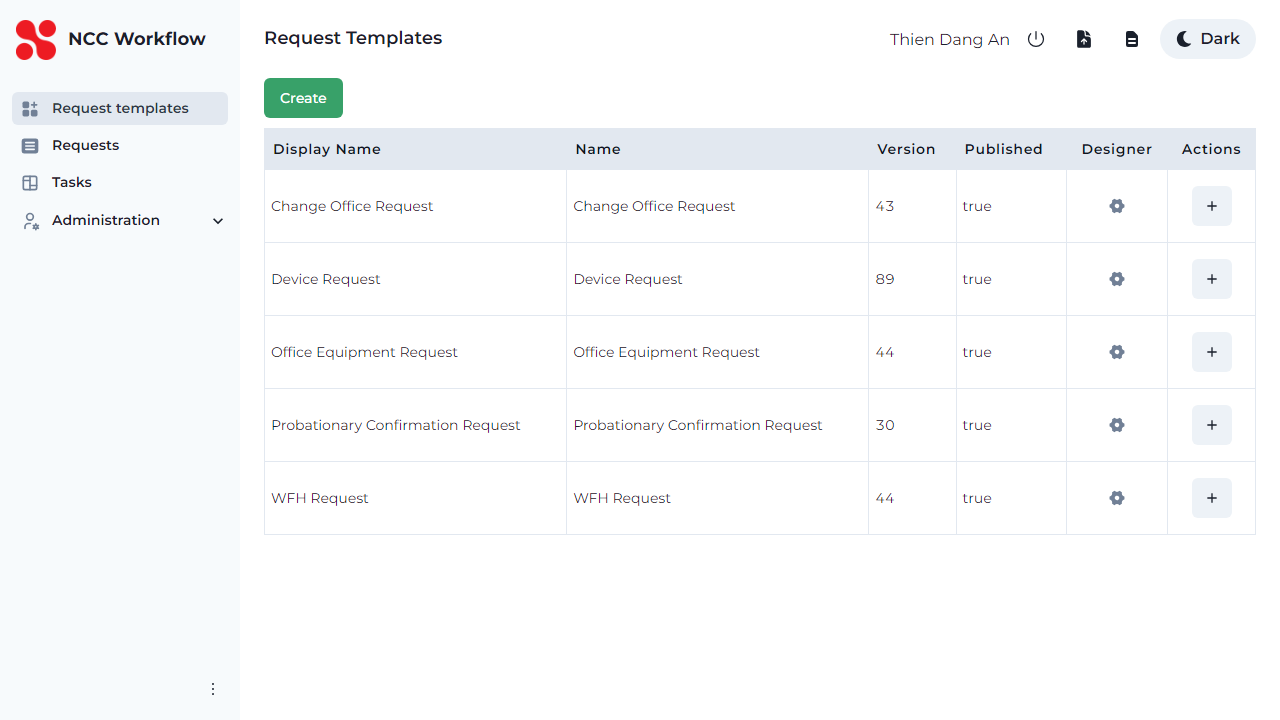 NCC Workflow
Request templates
Requests
Tasks
Administration
Request Templates
Thien Dang An
Dark
Create
Display Name Name Version Published Designer Actions
Change Office Request Change Office Request 43 true
Device Request Device Request 89 true
Office Equipment Request Office Equipment Request 44 true
Probationary Confirmation Request Probationary Confirmation Request 30 true
WFH Request WFH Request 44 true